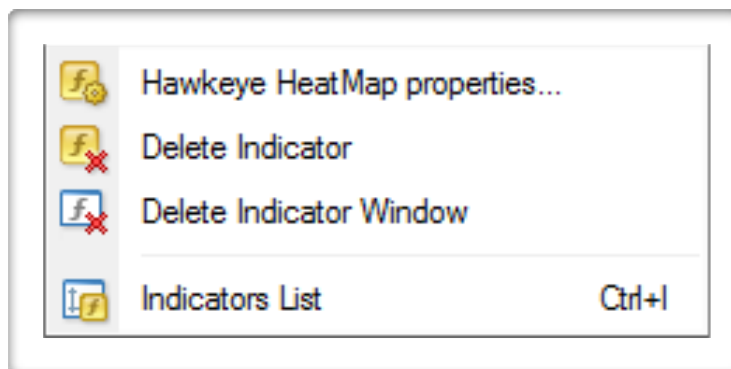 Hawkeye HeatMap properties...
Delete Indicator
Delete Indicator Window
Indicators List Ctrl+I